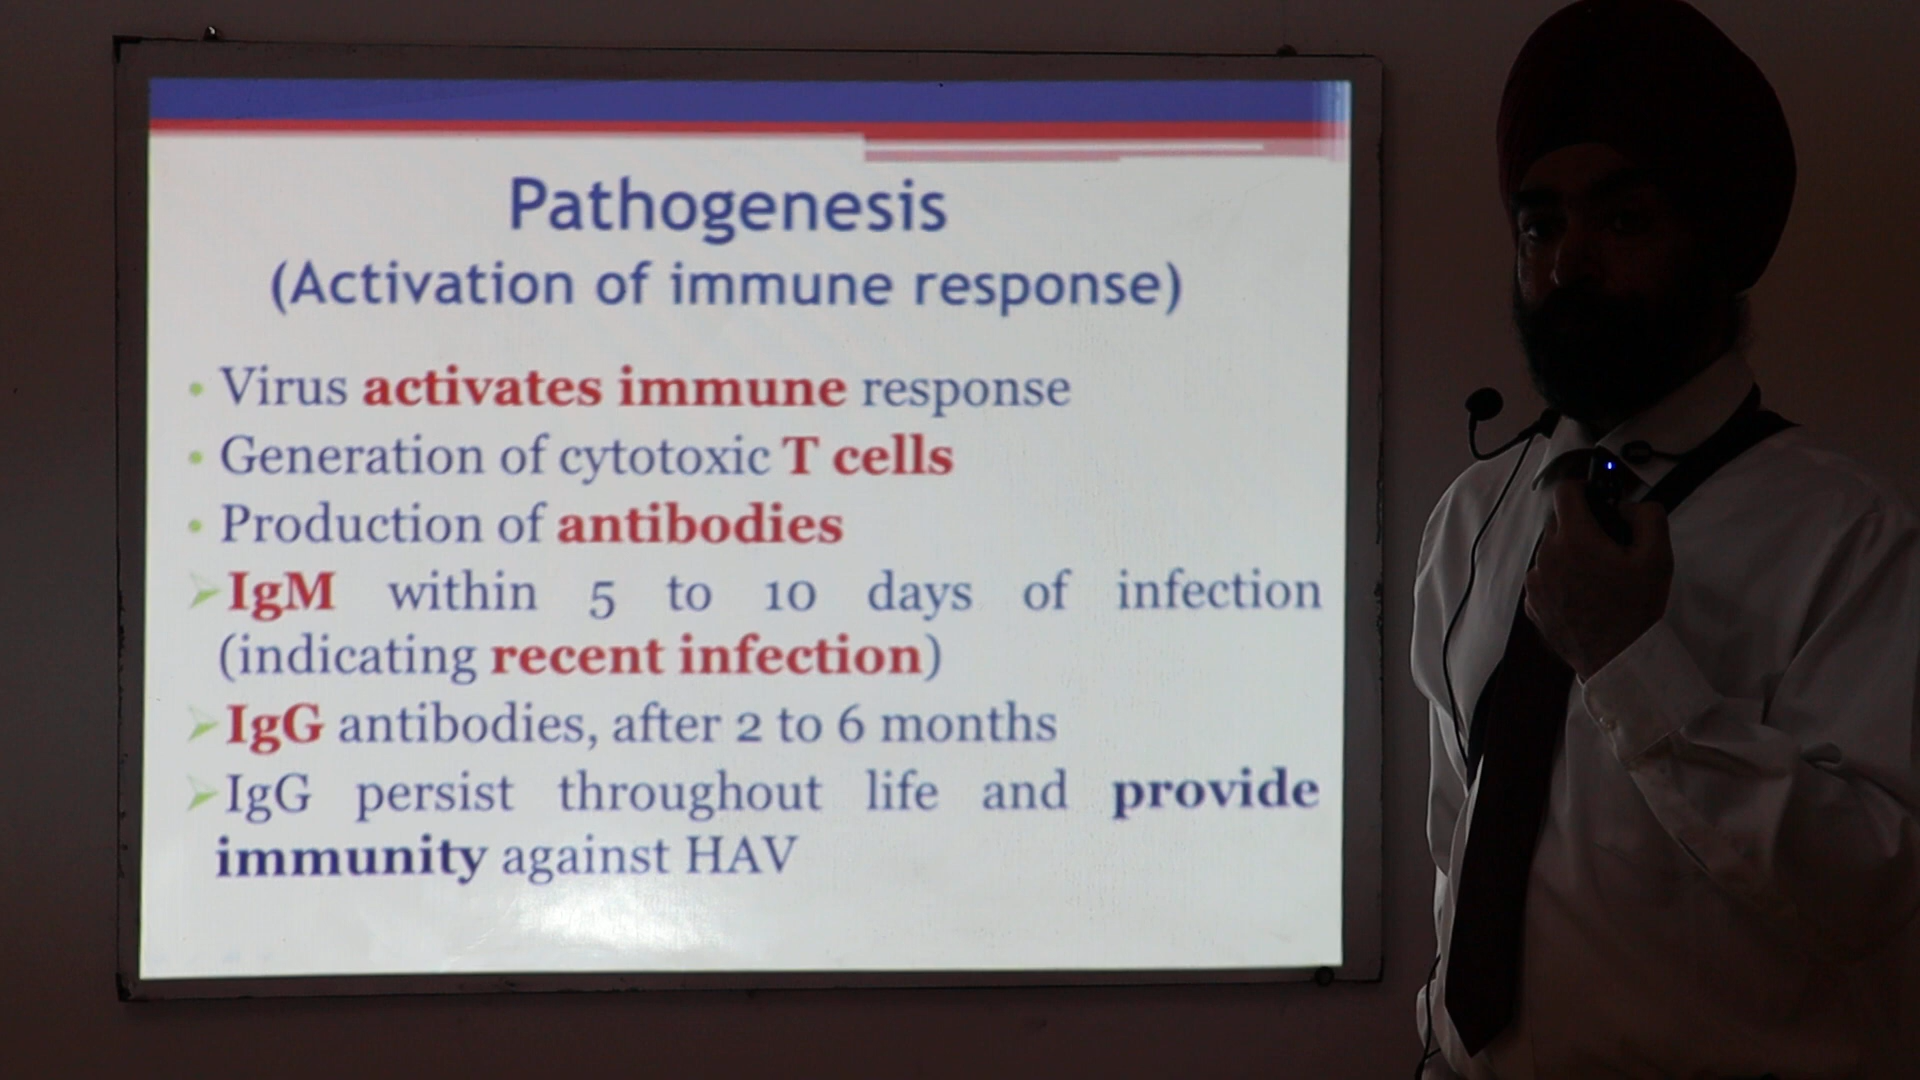 Pathogenesis
(Activation of immune response)
• Virus activates immune response
• Generation of cytotoxic T cells
• Production of antibodies
➢ IgM within 5 to 10 days of infection
(indicating recent infection)
➢ IgG antibodies, after 2 to 6 months
➢ IgG persist throughout life and provide
immunity against HAV